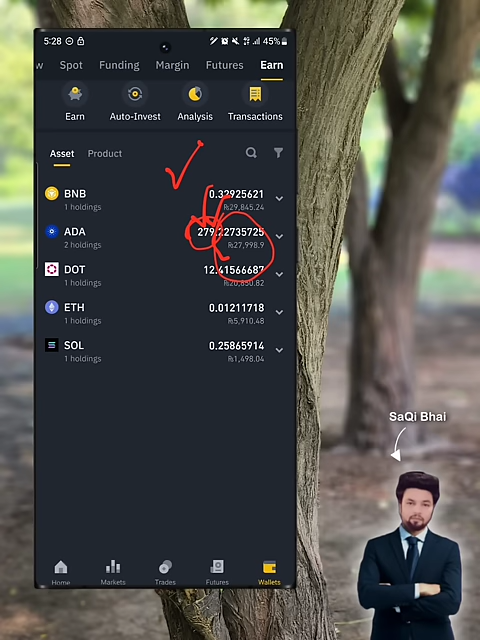 5:28 45%
w Spot Funding Margin Futures Earn
Earn Auto-Invest Analysis Transactions
Asset Product
BNB 0.32925621
1 holdings ₨29,845.24
ADA 279.22735725
2 holdings ₨27,998.9
DOT 12.41566687
1 holdings ₨20,850.82
ETH 0.01211718
1 holdings ₨5,910.48
SOL 0.25865914
1 holdings ₨1,498.04
SaQi Bhai
Home Markets Trades Futures Wallets